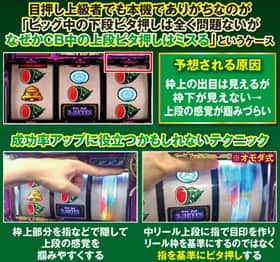 目押し上級者でも本機でありがちなのが
「ビッグ中の下段ビタ押しは全く問題ないが
なぜかCB中の上段ビタ押しはミスる」というケース
予想される原因
枠上の出目は見えるが
枠下が見えない→
上段の感覚が掴みづらい
成功率アップに役立つかもしれないテクニック
※オモダ式
枠上部分を指などで隠して
上段の感覚を
掴みやすくする
中リール上段に指で目印を作り
リール枠を基準にするのではなく
指を基準にビタ押しする